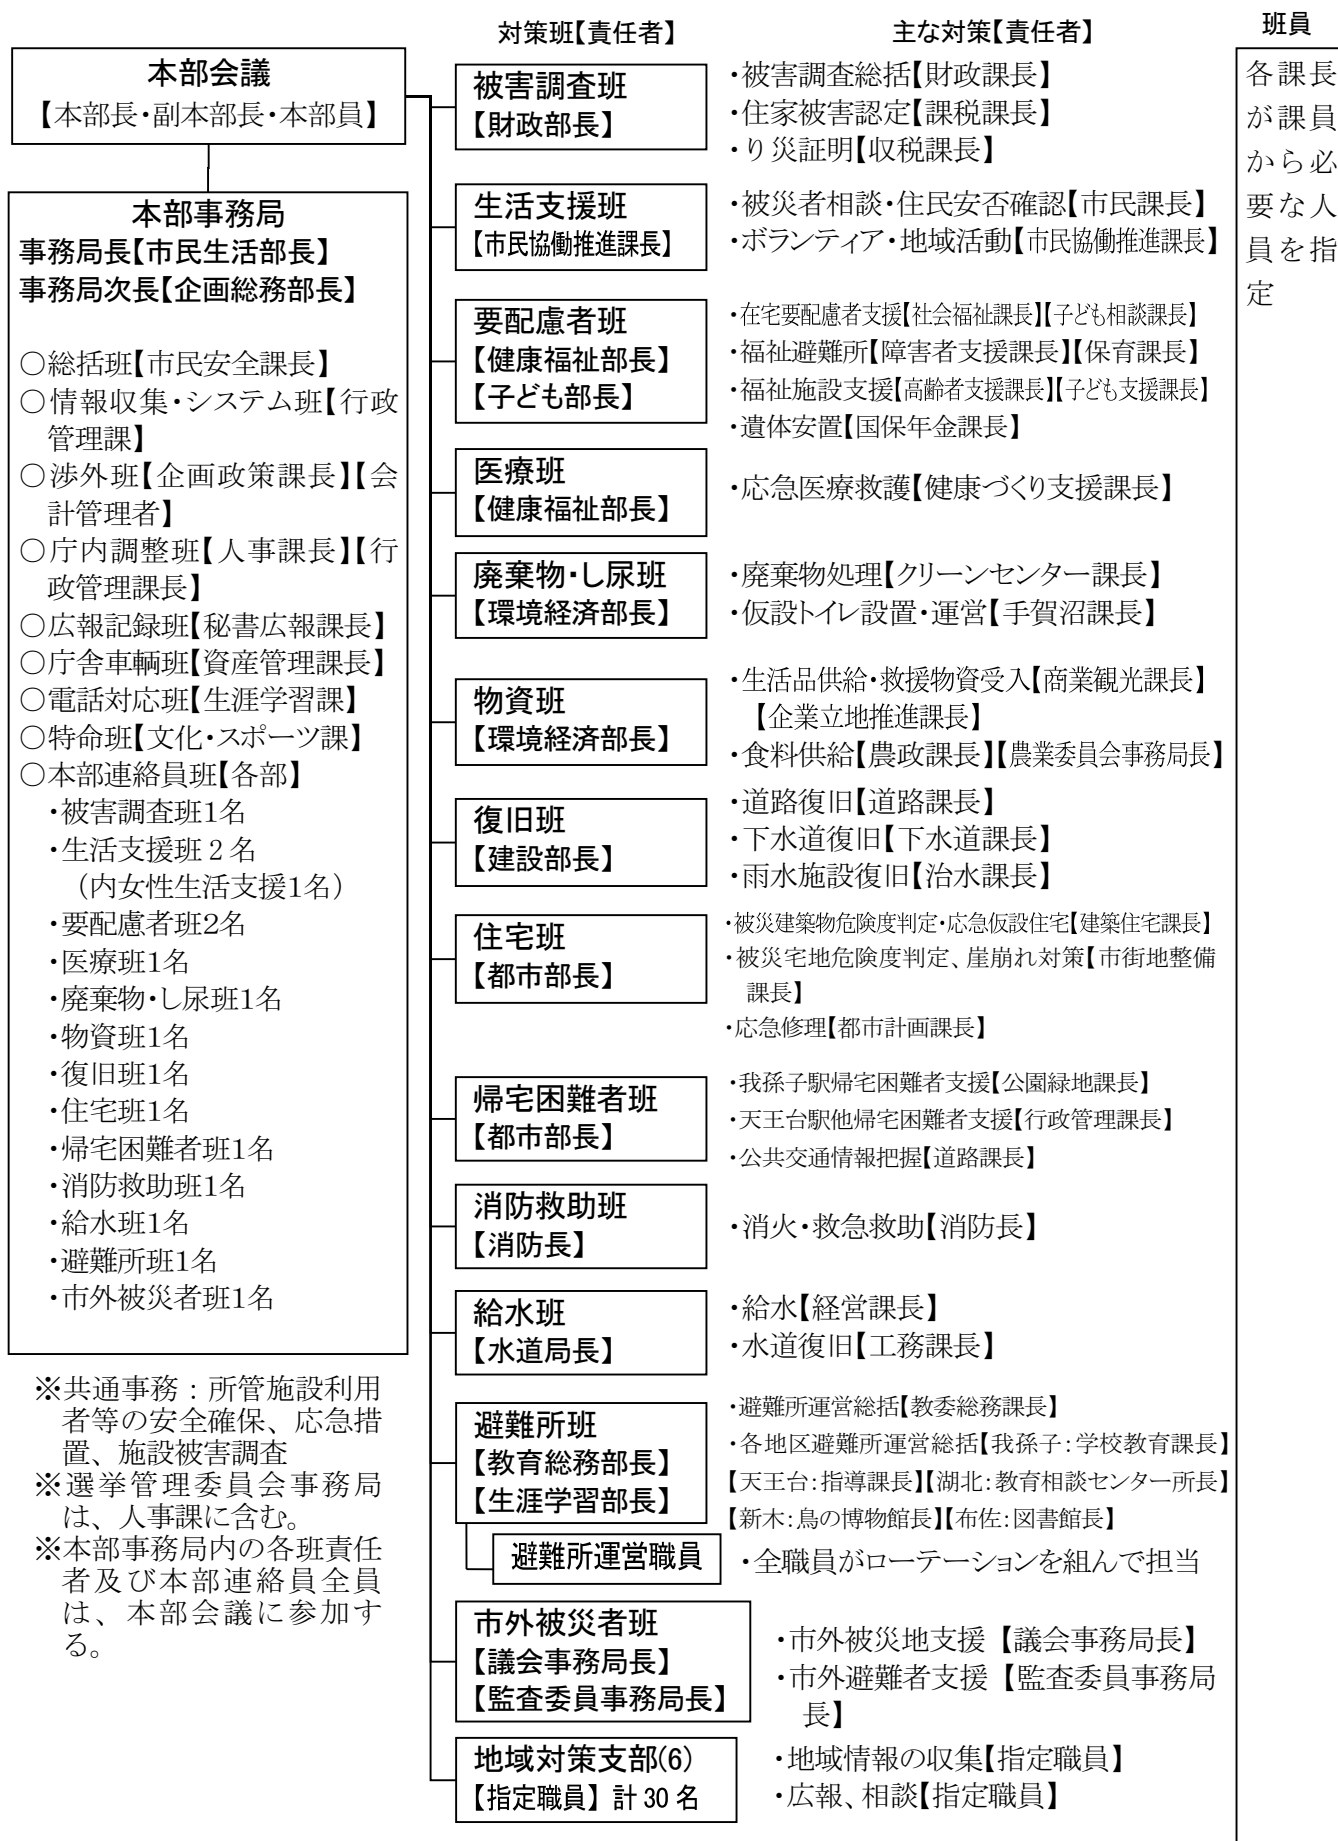 対策班【責任者】
主な対策【責任者】
班員
本部会議
【本部長・副本部長・本部員】
本部事務局
事務局長【市民生活部長】
事務局次長【企画総務部長】
○総括班【市民安全課長】
○情報収集・システム班【行政
管理課】
○渉外班【企画政策課長】【会
計管理者】
○庁内調整班【人事課長】【行
政管理課長】
○広報記録班【秘書広報課長】
○庁舎車輌班【資産管理課長】
○電話対応班【生涯学習課】
○特命班【文化・スポーツ課】
○本部連絡員班【各部】
・被害調査班1名
・生活支援班２名
（内女性生活支援1名）
・要配慮者班2名
・医療班1名
・廃棄物・し尿班1名
・物資班1名
・復旧班1名
・住宅班1名
・帰宅困難者班1名
・消防救助班1名
・給水班1名
・避難所班1名
・市外被災者班1名
※共通事務：所管施設利用
者等の安全確保、応急措
置、施設被害調査
※選挙管理委員会事務局
は、人事課に含む。
※本部事務局内の各班責任
者及び本部連絡員全員
は、本部会議に参加す
る。
被害調査班
【財政部長】
・被害調査総括【財政課長】
・住家被害認定【課税課長】
・り災証明【収税課長】
生活支援班
【市民協働推進課長】
・被災者相談・住民安否確認【市民課長】
・ボランティア・地域活動【市民協働推進課長】
要配慮者班
【健康福祉部長】
【子ども部長】
・在宅要配慮者支援【社会福祉課長】【子ども相談課長】
・福祉避難所【障害者支援課長】【保育課長】
・福祉施設支援【高齢者支援課長】【子ども支援課長】
・遺体安置【国保年金課長】
医療班
【健康福祉部長】
・応急医療救護【健康づくり支援課長】
廃棄物・し尿班
【環境経済部長】
・廃棄物処理【クリーンセンター課長】
・仮設トイレ設置・運営【手賀沼課長】
物資班
【環境経済部長】
・生活品供給・救援物資受入【商業観光課長】
【企業立地推進課長】
・食料供給【農政課長】【農業委員会事務局長】
復旧班
【建設部長】
・道路復旧【道路課長】
・下水道復旧【下水道課長】
・雨水施設復旧【治水課長】
住宅班
【都市部長】
・被災建築物危険度判定・応急仮設住宅【建築住宅課長】
・被災宅地危険度判定、崖崩れ対策【市街地整備
課長】
・応急修理【都市計画課長】
帰宅困難者班
【都市部長】
・我孫子駅帰宅困難者支援【公園緑地課長】
・天王台駅他帰宅困難者支援【行政管理課長】
・公共交通情報把握【道路課長】
消防救助班
【消防長】
・消火・救急救助【消防長】
給水班
【水道局長】
・給水【経営課長】
・水道復旧【工務課長】
避難所班
【教育総務部長】
【生涯学習部長】
・避難所運営総括【教委総務課長】
・各地区避難所運営総括【我孫子：学校教育課長】
【天王台：指導課長】【湖北：教育相談センター所長】
【新木：鳥の博物館長】【布佐：図書館長】
避難所運営職員
・全職員がローテーションを組んで担当
市外被災者班
【議会事務局長】
【監査委員事務局長】
・市外被災地支援【議会事務局長】
・市外避難者支援【監査委員事務局
長】
地域対策支部(6)
【指定職員】計30名
・地域情報の収集【指定職員】
・広報、相談【指定職員】
各課長
が課員
から必
要な人
員を指
定